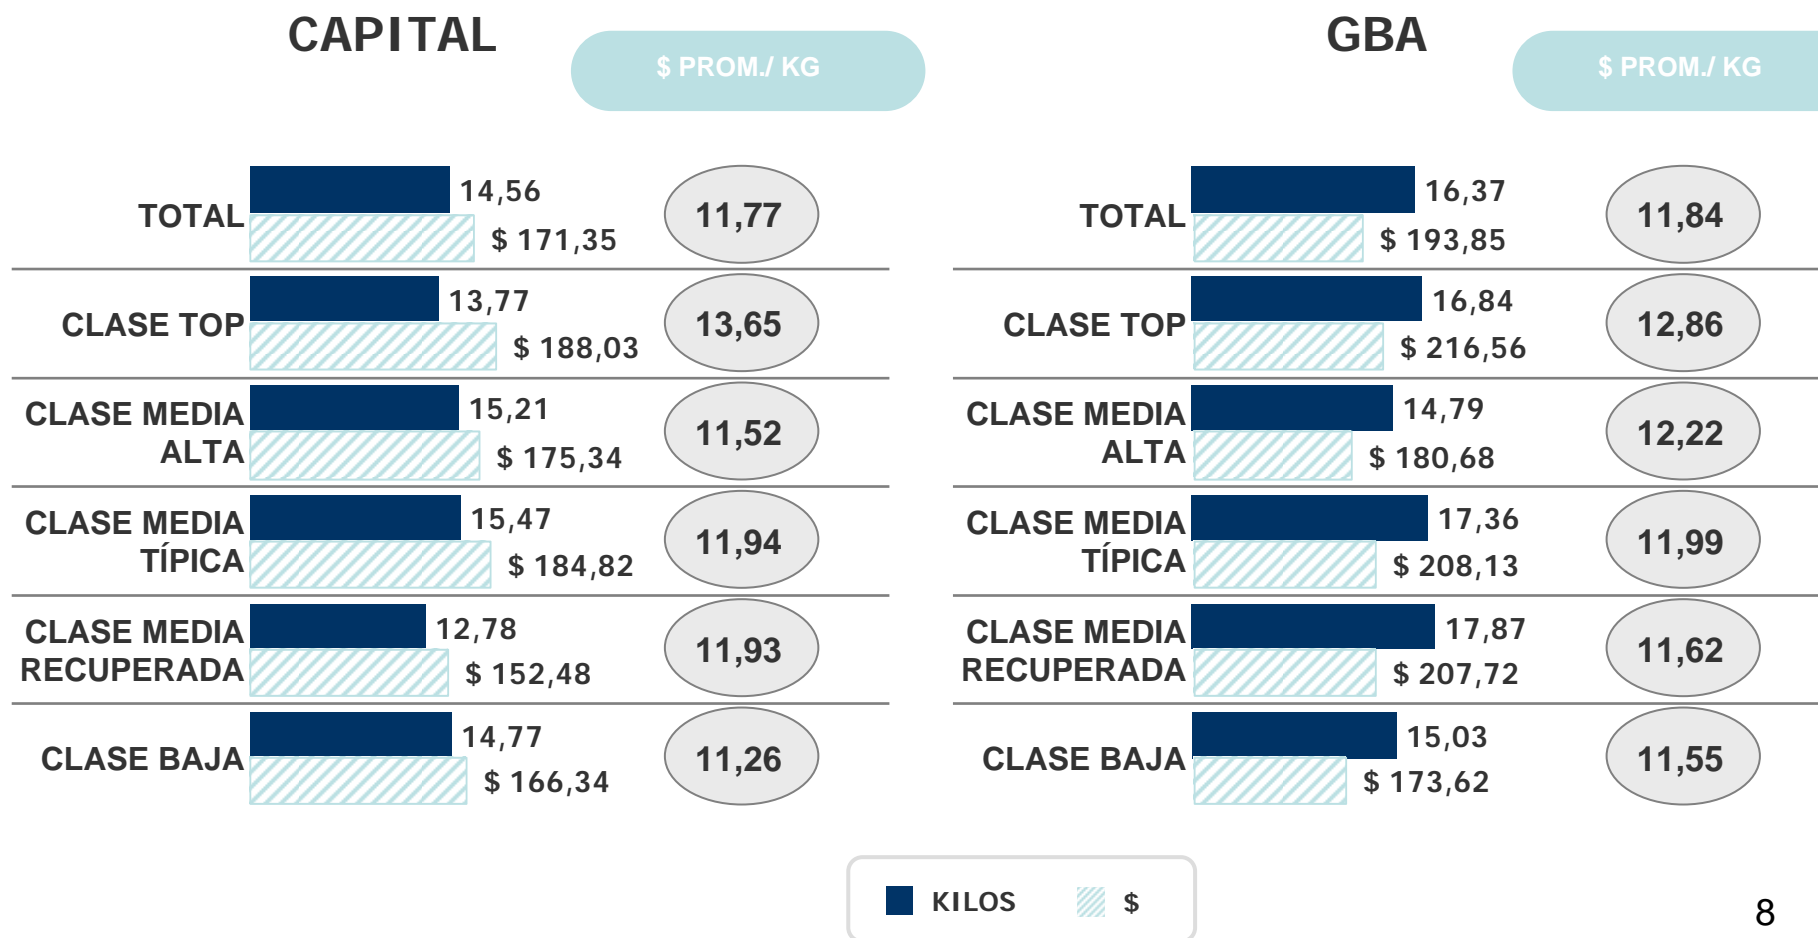 CAPITAL
$ PROM./ KG
TOTAL
14,56
$ 171,35
11,77
CLASE TOP
13,77
$ 188,03
13,65
CLASE MEDIA
ALTA
15,21
$ 175,34
11,52
CLASE MEDIA
TÍPICA
15,47
$ 184,82
11,94
CLASE MEDIA
RECUPERADA
12,78
$ 152,48
11,93
CLASE BAJA
14,77
$ 166,34
11,26
GBA
$ PROM./ KG
TOTAL
16,37
$ 193,85
11,84
CLASE TOP
16,84
$ 216,56
12,86
CLASE MEDIA
ALTA
14,79
$ 180,68
12,22
CLASE MEDIA
TÍPICA
17,36
$ 208,13
11,99
CLASE MEDIA
RECUPERADA
17,87
$ 207,72
11,62
CLASE BAJA
15,03
$ 173,62
11,55
KILOS
$
8